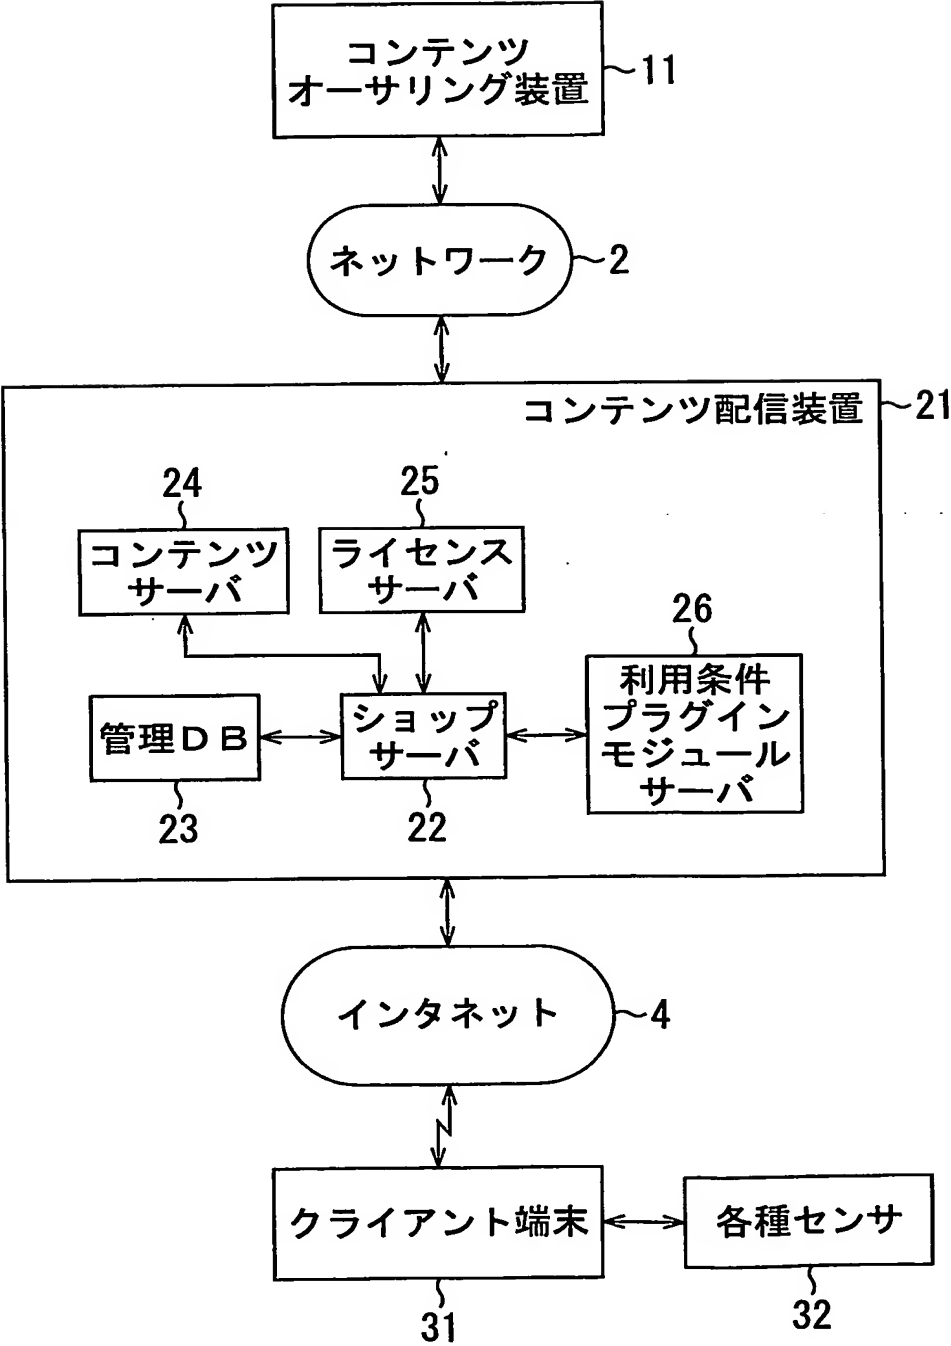 コンテンツ
オーサリング装置
11
ネットワーク
2
コンテンツ配信装置
21
24
25
コンテンツ
サーバ
ライセンス
サーバ
26
利用条件
プラグイン
モジュール
サーバ
管理DB
ショップ
サーバ
23
22
インタネット
4
クライアント端末
各種センサ
31
32